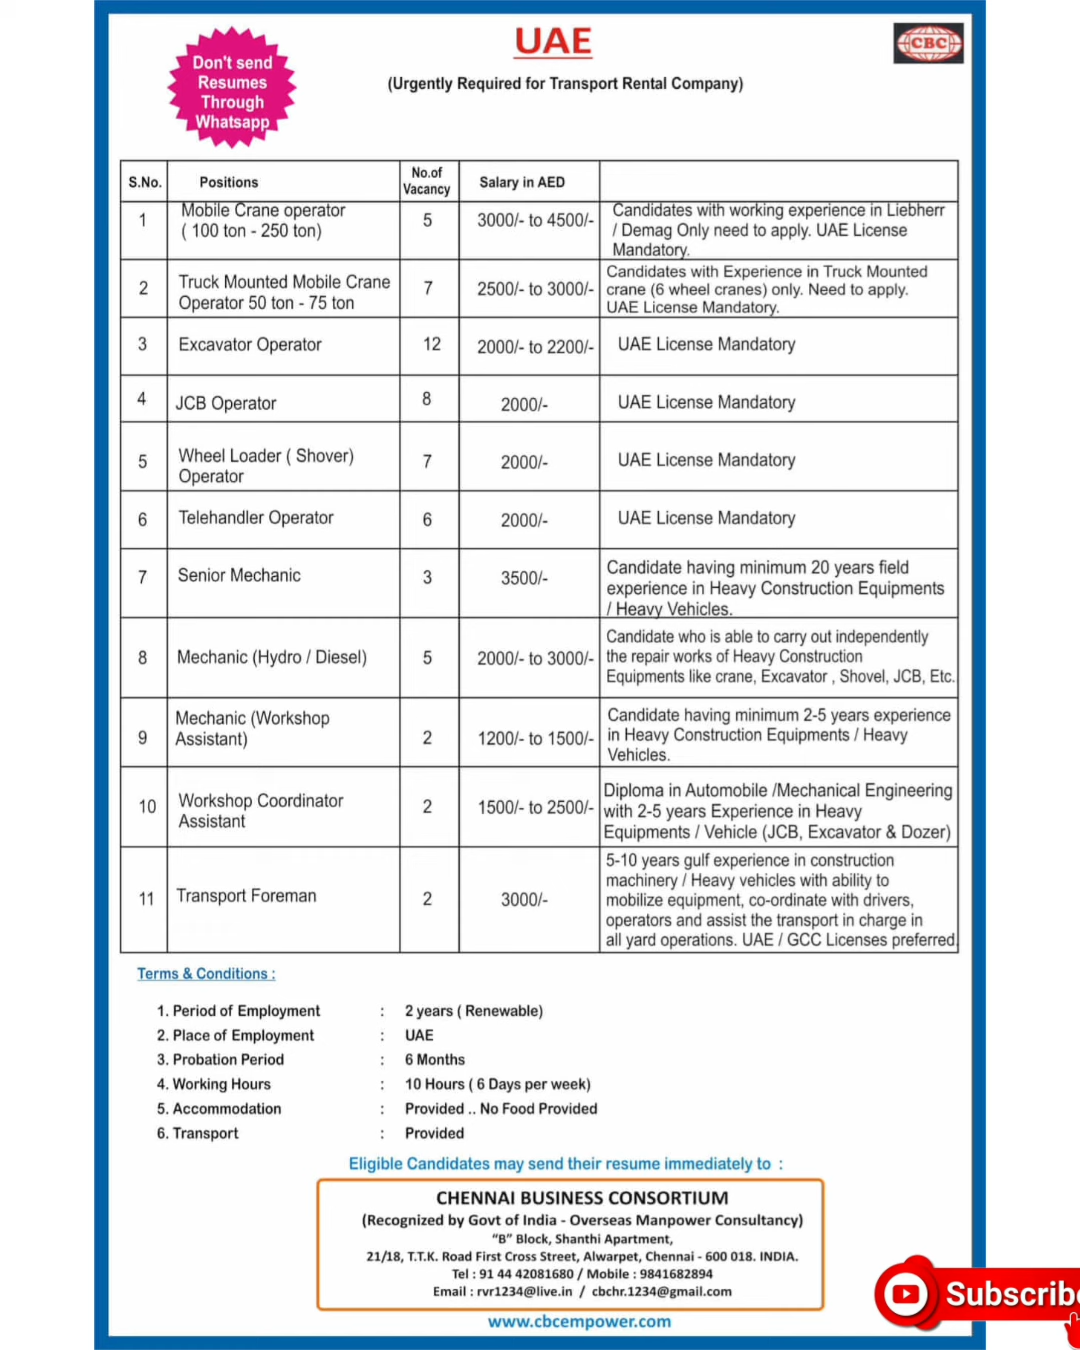 Don't send
Resumes
Through
Whatsapp
UAE
(Urgently Required for Transport Rental Company)
CBC
S.No.
Positions
No.of
Vacancy
Salary in AED
1
Mobile Crane operator
( 100 ton - 250 ton)
5
3000/- to 4500/-
Candidates with working experience in Liebherr
/ Demag Only need to apply. UAE License
Mandatory.
2
Truck Mounted Mobile Crane
Operator 50 ton - 75 ton
7
2500/- to 3000/-
Candidates with Experience in Truck Mounted
crane (6 wheel cranes) only. Need to apply.
UAE License Mandatory.
3
Excavator Operator
12
2000/- to 2200/-
UAE License Mandatory
4
JCB Operator
8
2000/-
UAE License Mandatory
5
Wheel Loader ( Shover)
Operator
7
2000/-
UAE License Mandatory
6
Telehandler Operator
6
2000/-
UAE License Mandatory
7
Senior Mechanic
3
3500/-
Candidate having minimum 20 years field
experience in Heavy Construction Equipments
/ Heavy Vehicles.
8
Mechanic (Hydro / Diesel)
5
2000/- to 3000/-
Candidate who is able to carry out independently
the repair works of Heavy Construction
Equipments like crane, Excavator , Shovel, JCB, Etc.
9
Mechanic (Workshop
Assistant)
2
1200/- to 1500/-
Candidate having minimum 2-5 years experience
in Heavy Construction Equipments / Heavy
Vehicles.
10
Workshop Coordinator
Assistant
2
1500/- to 2500/-
Diploma in Automobile /Mechanical Engineering
with 2-5 years Experience in Heavy
Equipments / Vehicle (JCB, Excavator & Dozer)
11
Transport Foreman
2
3000/-
5-10 years gulf experience in construction
machinery / Heavy vehicles with ability to
mobilize equipment, co-ordinate with drivers,
operators and assist the transport in charge in
all yard operations. UAE / GCC Licenses preferred.
Terms & Conditions :
1. Period of Employment : 2 years ( Renewable)
2. Place of Employment : UAE
3. Probation Period : 6 Months
4. Working Hours : 10 Hours ( 6 Days per week)
5. Accommodation : Provided .. No Food Provided
6. Transport : Provided
Eligible Candidates may send their resume immediately to :
CHENNAI BUSINESS CONSORTIUM
(Recognized by Govt of India - Overseas Manpower Consultancy)
“B” Block, Shanthi Apartment,
21/18, T.T.K. Road First Cross Street, Alwarpet, Chennai - 600 018. INDIA.
Tel : 91 44 42081680 / Mobile : 9841682894
Email : rvr1234@live.in / cbchr.1234@gmail.com
www.cbcempower.com
Subscribe